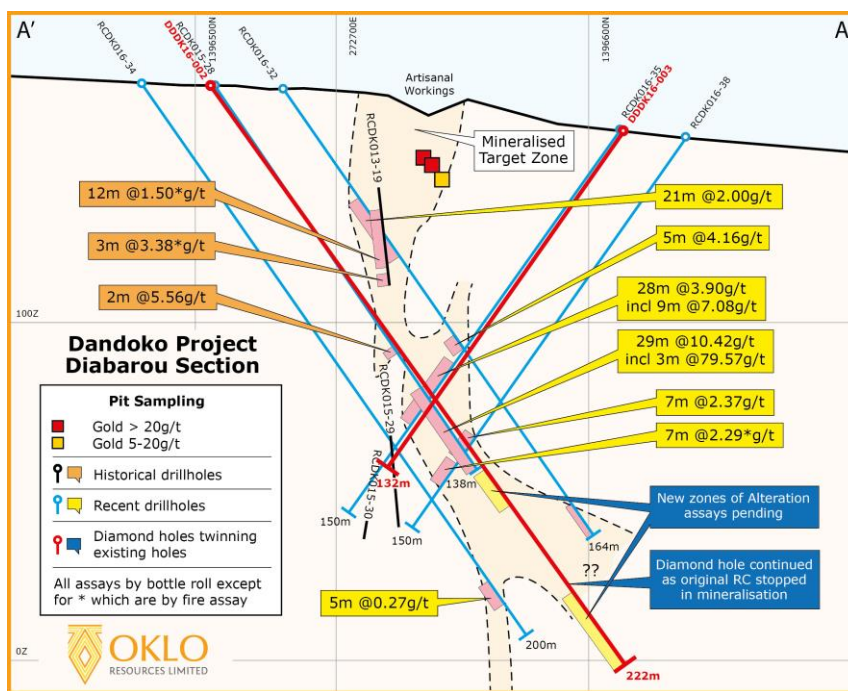 A’
A
RCDK016-34
DDDK16-002
RCDK015-28
1396500N
RCDK016-32
272700E
1396600N
RCDK016-35
DDDK16-003
RCDK016-38
Artisanal
Workings
Mineralised
Target Zone
RCDK013-19
12m @1.50*g/t
21m @2.00g/t
3m @3.38*g/t
5m @4.16g/t
2m @5.56g/t
28m @3.90g/t
incl 9m @7.08g/t
100Z
Dandoko Project
Diabarou Section
29m @10.42g/t
incl 3m @79.57g/t
Pit Sampling
Gold > 20g/t
Gold 5-20g/t
Historical drillholes
Recent drillholes
Diamond holes twinning
existing holes
All assays by bottle roll except
for * which are by fire assay
RCDK015-29
RCDK015-30
7m @2.37g/t
7m @2.29*g/t
132m
138m
150m
150m
164m
New zones of Alteration
assays pending
??
Diamond hole continued
as original RC stopped
in mineralisation
5m @0.27g/t
200m
222m
OKLO
RESOURCES LIMITED
0Z